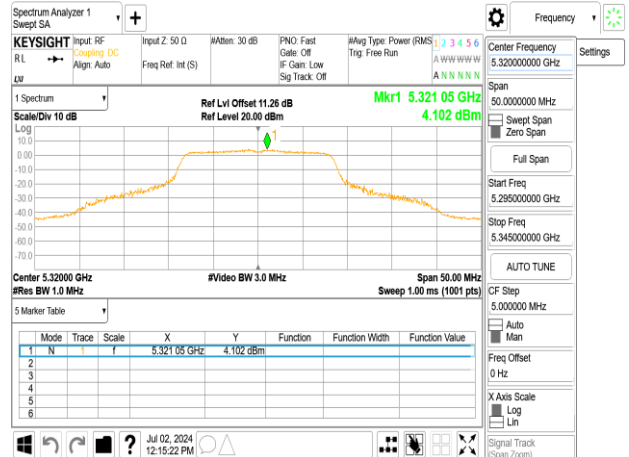 Spectrum Analyzer 1
Swept SA
Frequency
KEYSIGHT
RL
Input: RF
Coupling: DC
Align: Auto
Input Z: 50 Ω
Freq Ref: Int (S)
#Atten: 30 dB
PNO: Fast
Gate: Off
IF Gain: Low
Sig Track: Off
#Avg Type: Power (RMS
Trig: Free Run
1 2 3 4 5 6
A W W W W W
A N N N N N
1 Spectrum
Scale/Div 10 dB
Ref Lvl Offset 11.26 dB
Ref Level 20.00 dBm
Mkr1 5.321 05 GHz
4.102 dBm
Log
10.0
0.00
-10.0
-20.0
-30.0
-40.0
-50.0
-60.0
-70.0
1
Center 5.32000 GHz
#Res BW 1.0 MHz
#Video BW 3.0 MHz
Span 50.00 MHz
Sweep 1.00 ms (1001 pts)
5 Marker Table
Mode Trace Scale X Y Function Function Width Function Value
1 N 1 f 5.321 05 GHz 4.102 dBm
2
3
4
5
6
Jul 02, 2024
12:15:22 PM
Center Frequency
5.320000000 GHz
Settings
Span
50.0000000 MHz
Swept Span
Zero Span
Full Span
Start Freq
5.295000000 GHz
Stop Freq
5.345000000 GHz
AUTO TUNE
CF Step
5.000000 MHz
Auto
Man
Freq Offset
0 Hz
X Axis Scale
Log
Lin
Signal Track
(Span Zoom)